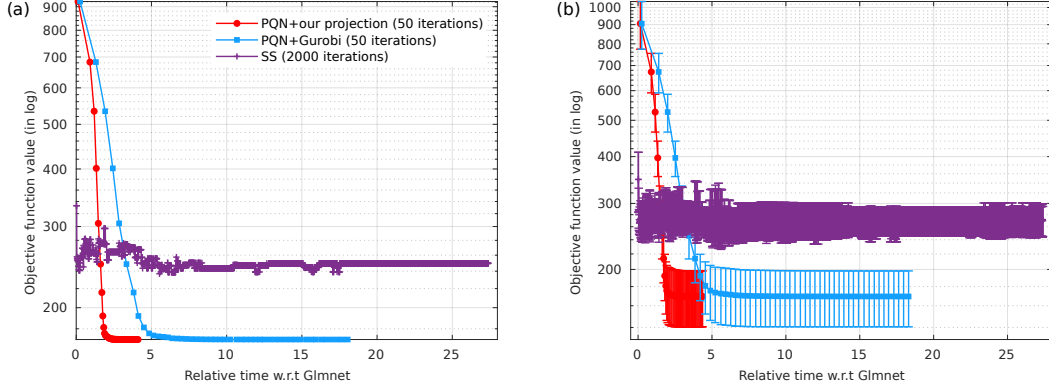 (a)
900
700
500
400
300
200
Objective function value (in log)
PQN+our projection (50 iterations)
PQN+Gurobi (50 iterations)
SS (2000 iterations)
0 5 10 15 20 25
Relative time w.r.t Glmnet
(b)
1000
900
800
700
600
500
400
300
200
Objective function value (in log)
0 5 10 15 20 25
Relative time w.r.t Glmnet